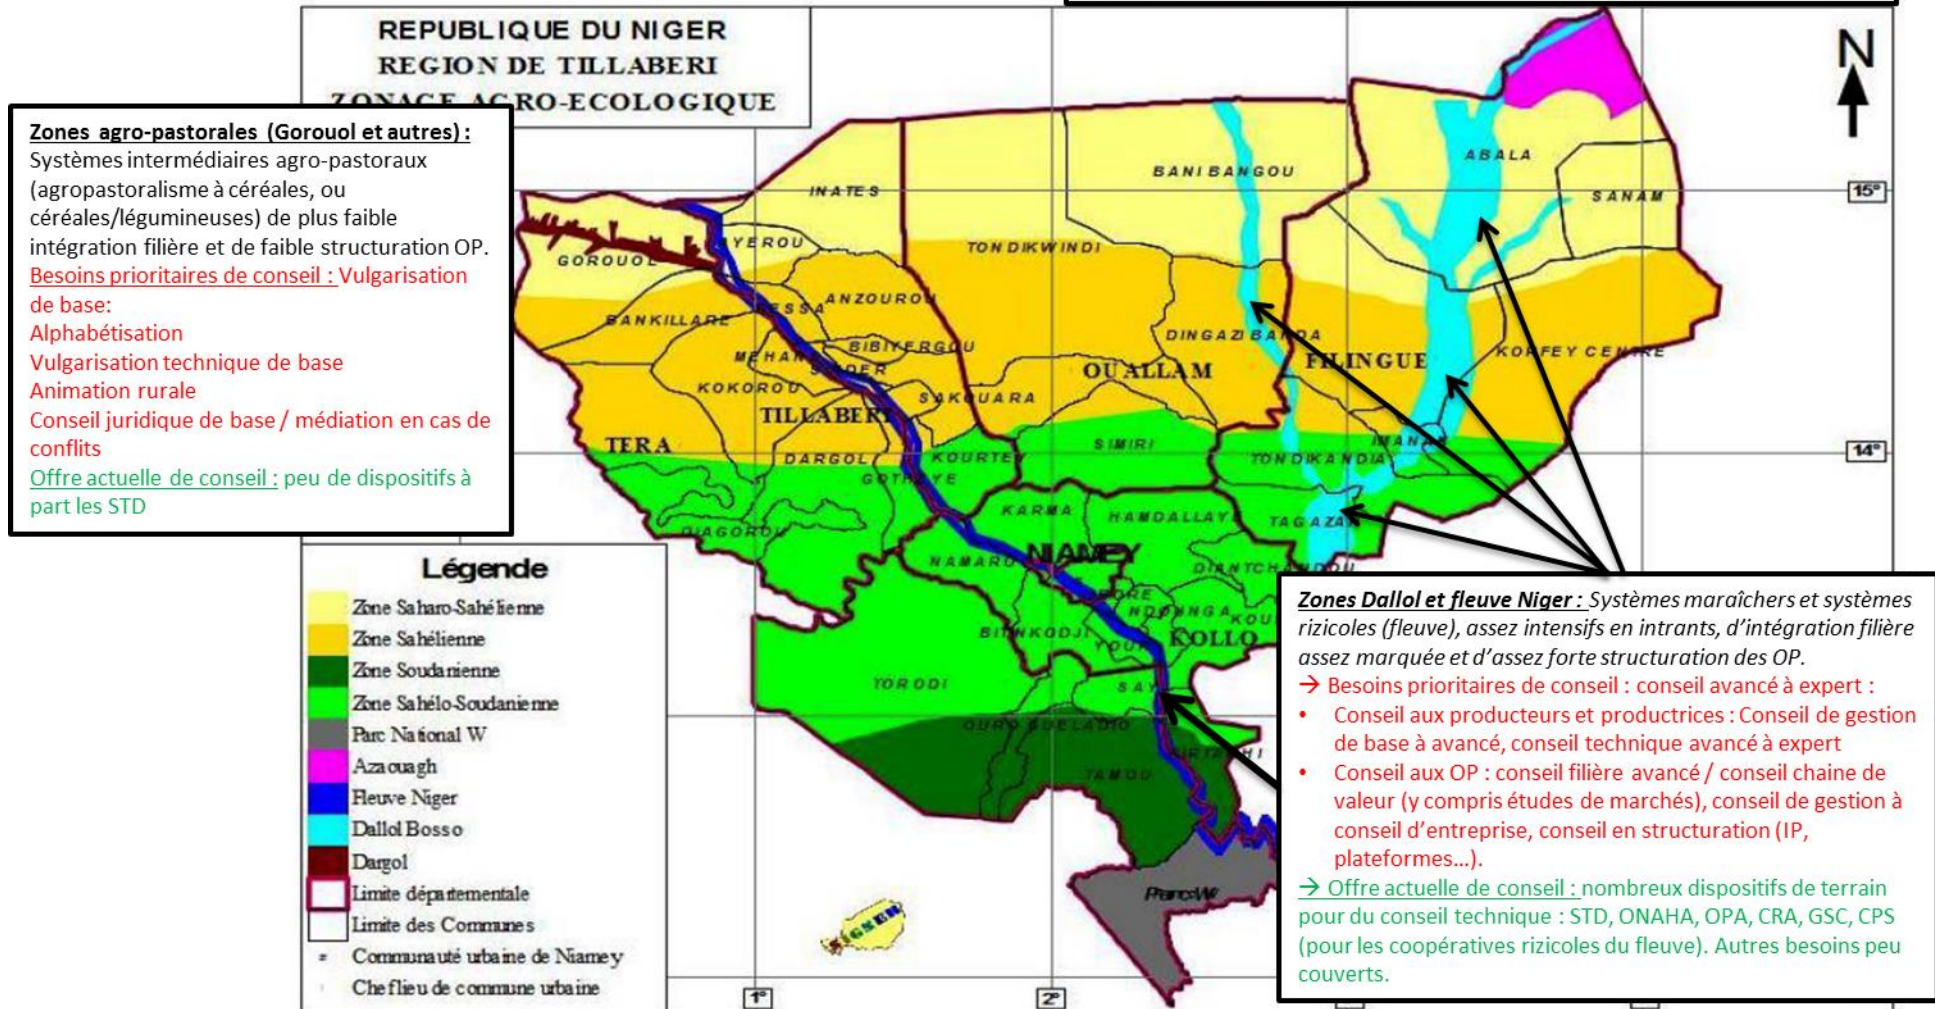 REPUBLIQUE DU NIGER
REGION DE TILLABERI
ZONAGE AGRO-ECOLOGIQUE
N
Zones agro-pastorales (Gorouol et autres) :
Systèmes intermédiaires agro-pastoraux
(agropastoralisme à céréales, ou
céréales/légumineuses) de plus faible
intégration filière et de faible structuration OP.
Besoins prioritaires de conseil : Vulgarisation
de base:
Alphabétisation
Vulgarisation technique de base
Animation rurale
Conseil juridique de base / médiation en cas de
conflits
Offre actuelle de conseil : peu de dispositifs à
part les STD
ABALA
BANIBANGOU
INATES
SANAM
15°
TONDIKWINDI
GOROUOL
ANZOUROU
BANKILLARE
DINGAZI BANDA
BIBIYERGOU
KORFEY CENTRE
FILINGUE
OUALLAM
KOKOROU
SAKOUARA
TILLABERI
TERA
SIMIRI
IMANAN
14°
DARGOL
KOURTEY
TONDIKANDIA
GOTHEYE
KARMA
HAMDALLAYE
TAGAZAR
DIAGOROU
NIAMEY
NAMARO
DIANTCHANDOU
NDOUNGA
KOU
BITINKODJI
YOURI
KOLLO
TORODI
SAY
OURO GUELADIO
TAMOU
Légende
Zone Saharo-Sahélienne
Zone Sahélienne
Zone Soudanienne
Zone Sahélo-Soudanienne
Parc National W
Azaouagh
Fleuve Niger
Dallol Bosso
Dargol
Limite départementale
Limite des Communes
Communauté urbaine de Niamey
Chef lieu de commune urbaine
SIGSEN
1°
2°
Zones Dallol et fleuve Niger : Systèmes maraîchers et systèmes
rizicoles (fleuve), assez intensifs en intrants, d’intégration filière
assez marquée et d’assez forte structuration des OP.
→ Besoins prioritaires de conseil : conseil avancé à expert :
• Conseil aux producteurs et productrices : Conseil de gestion
de base à avancé, conseil technique avancé à expert
• Conseil aux OP : conseil filière avancé / conseil chaine de
valeur (y compris études de marchés), conseil de gestion à
conseil d’entreprise, conseil en structuration (IP,
plateformes…).
→ Offre actuelle de conseil : nombreux dispositifs de terrain
pour du conseil technique : STD, ONAHA, OPA, CRA, GSC, CPS
(pour les coopératives rizicoles du fleuve). Autres besoins peu
couverts.